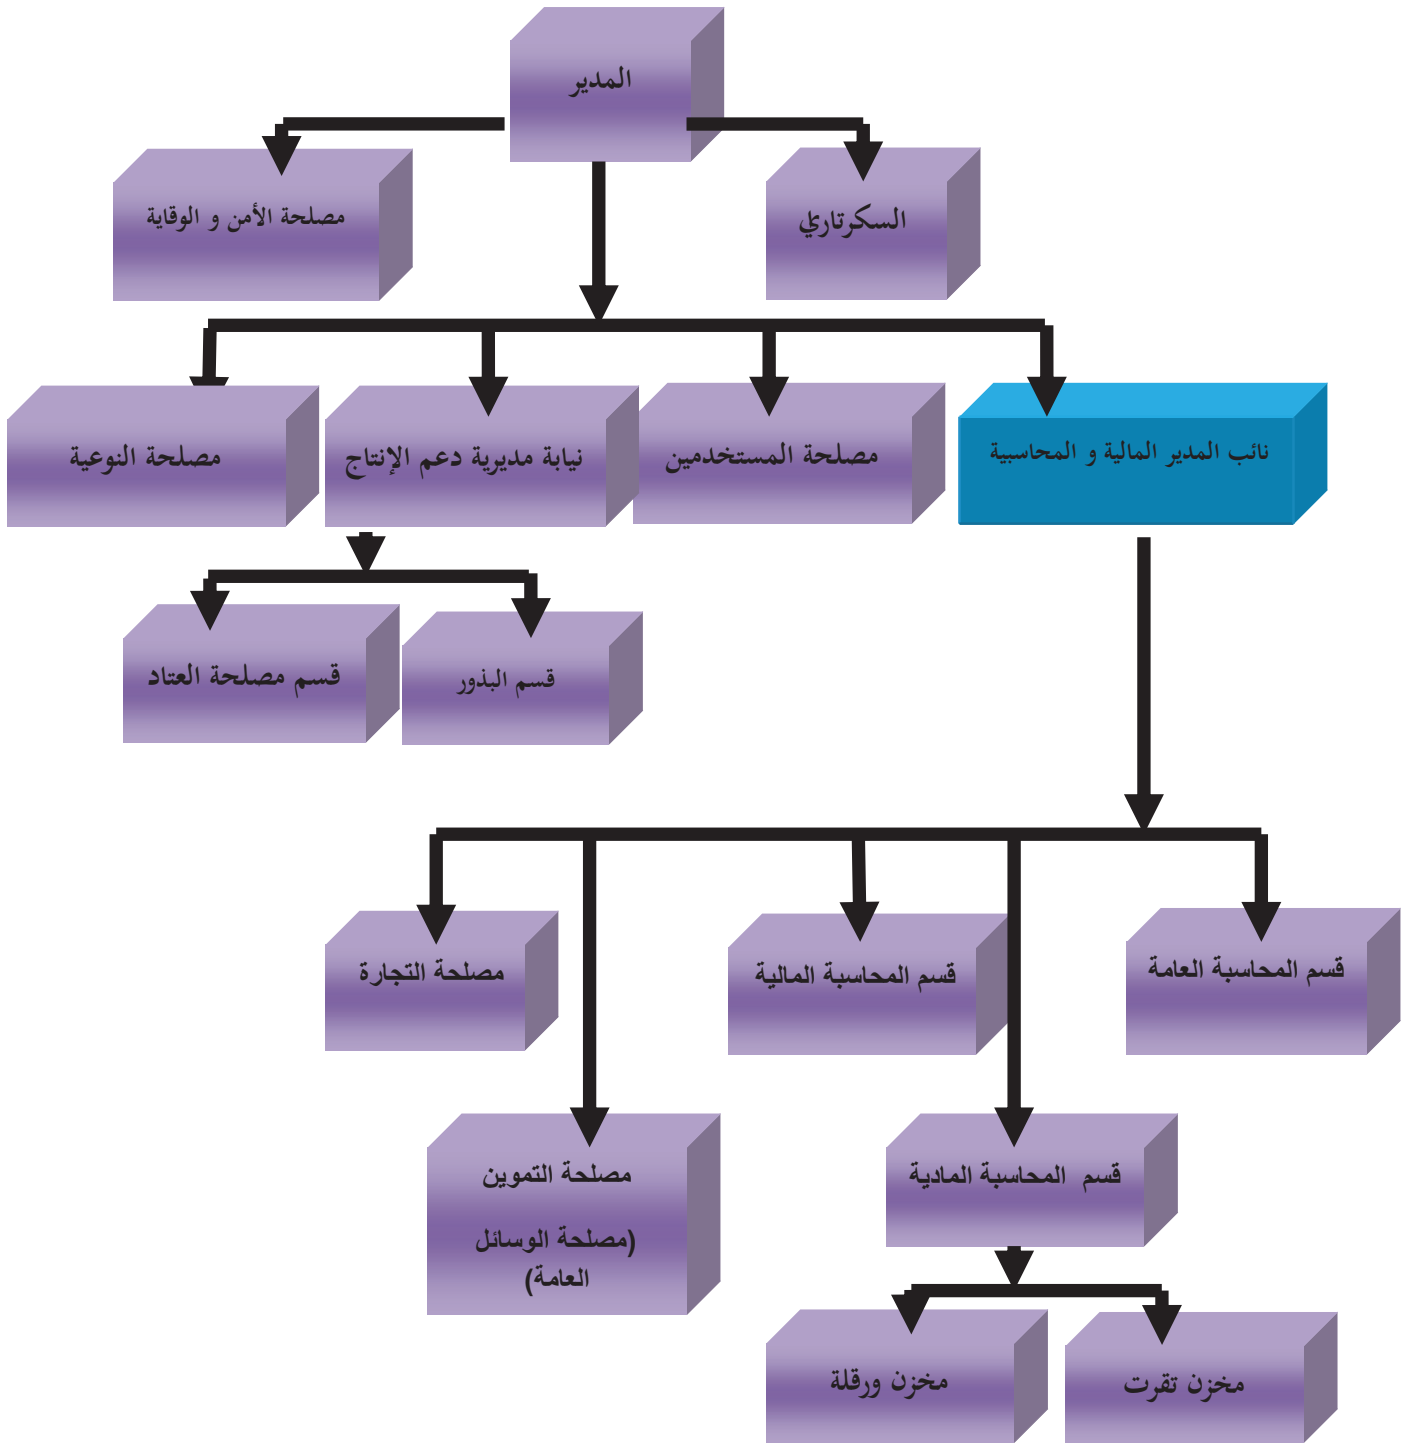 المدير
السكرتاري
مصلحة الأمن و الوقاية
نائب المدير المالية و المحاسبية
مصلحة المستخدمين
نيابة مديرية دعم الإنتاج
مصلحة النوعية
قسم البذور
قسم مصلحة العتاد
قسم المحاسبة العامة
قسم المحاسبة المالية
مصلحة التجارة
قسم المحاسبة المادية
مصلحة التموين
(مصلحة الوسائل
العامة)
مخزن تقرت
مخزن ورقلة